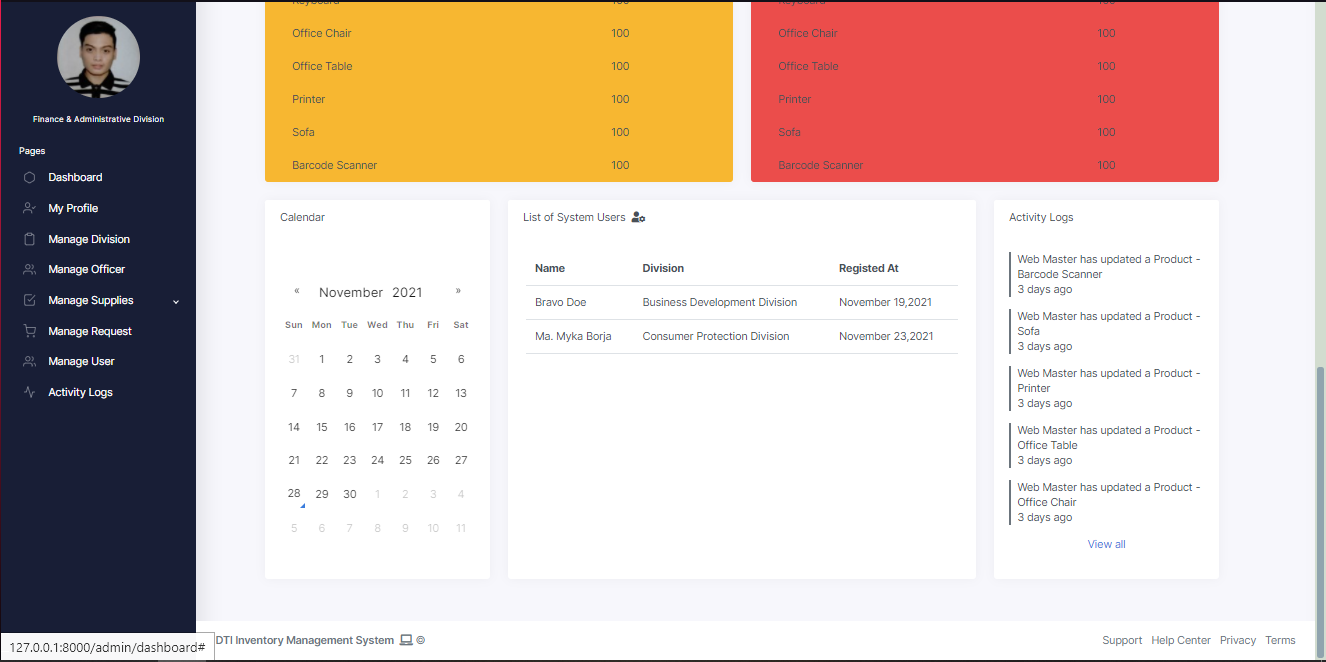 Finance & Administrative Division
Pages
Dashboard
My Profile
Manage Division
Manage Officer
Manage Supplies
Manage Request
Manage User
Activity Logs
Keyboard 100
Office Chair 100
Office Table 100
Printer 100
Sofa 100
Barcode Scanner 100
Keyboard 100
Office Chair 100
Office Table 100
Printer 100
Sofa 100
Barcode Scanner 100
Calendar
« November 2021 »
Sun Mon Tue Wed Thu Fri Sat
31 1 2 3 4 5 6
7 8 9 10 11 12 13
14 15 16 17 18 19 20
21 22 23 24 25 26 27
28 29 30 1 2 3 4
5 6 7 8 9 10 11
List of System Users
Name Division Registed At
Bravo Doe Business Development Division November 19,2021
Ma. Myka Borja Consumer Protection Division November 23,2021
Activity Logs
Web Master has updated a Product -
Barcode Scanner
3 days ago
Web Master has updated a Product -
Sofa
3 days ago
Web Master has updated a Product -
Printer
3 days ago
Web Master has updated a Product -
Office Table
3 days ago
Web Master has updated a Product -
Office Chair
3 days ago
View all
127.0.0.1:8000/admin/dashboard#
DTI Inventory Management System ©
Support Help Center Privacy Terms